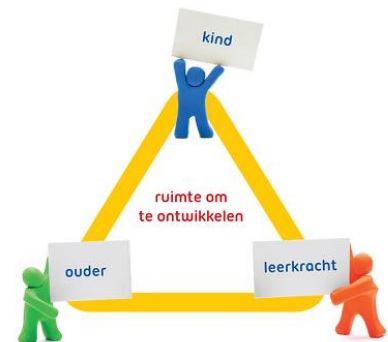 kind
ruimte om
te ontwikkelen
ouder
leerkracht